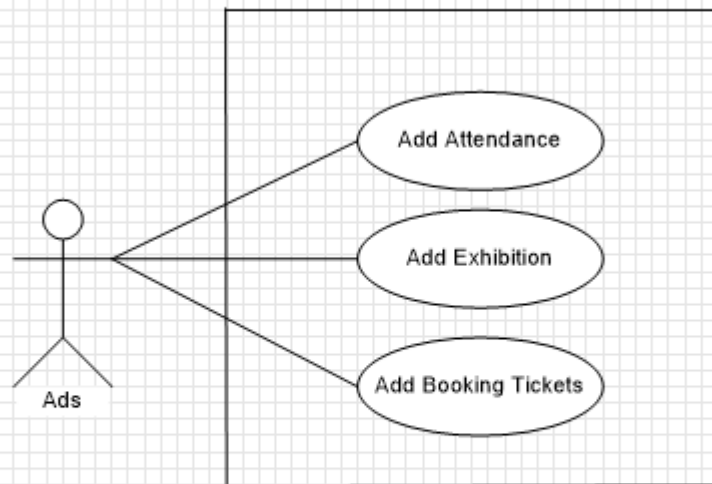 Add Attendance
Add Exhibition
Add Booking Tickets
Ads